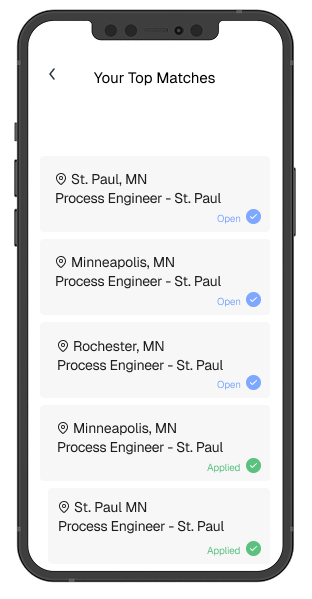 Your Top Matches
St. Paul, MN
Process Engineer - St. Paul
Open
Minneapolis, MN
Process Engineer - St. Paul
Open
Rochester, MN
Process Engineer - St. Paul
Open
Minneapolis, MN
Process Engineer - St. Paul
Applied
St. Paul MN
Process Engineer - St. Paul
Applied